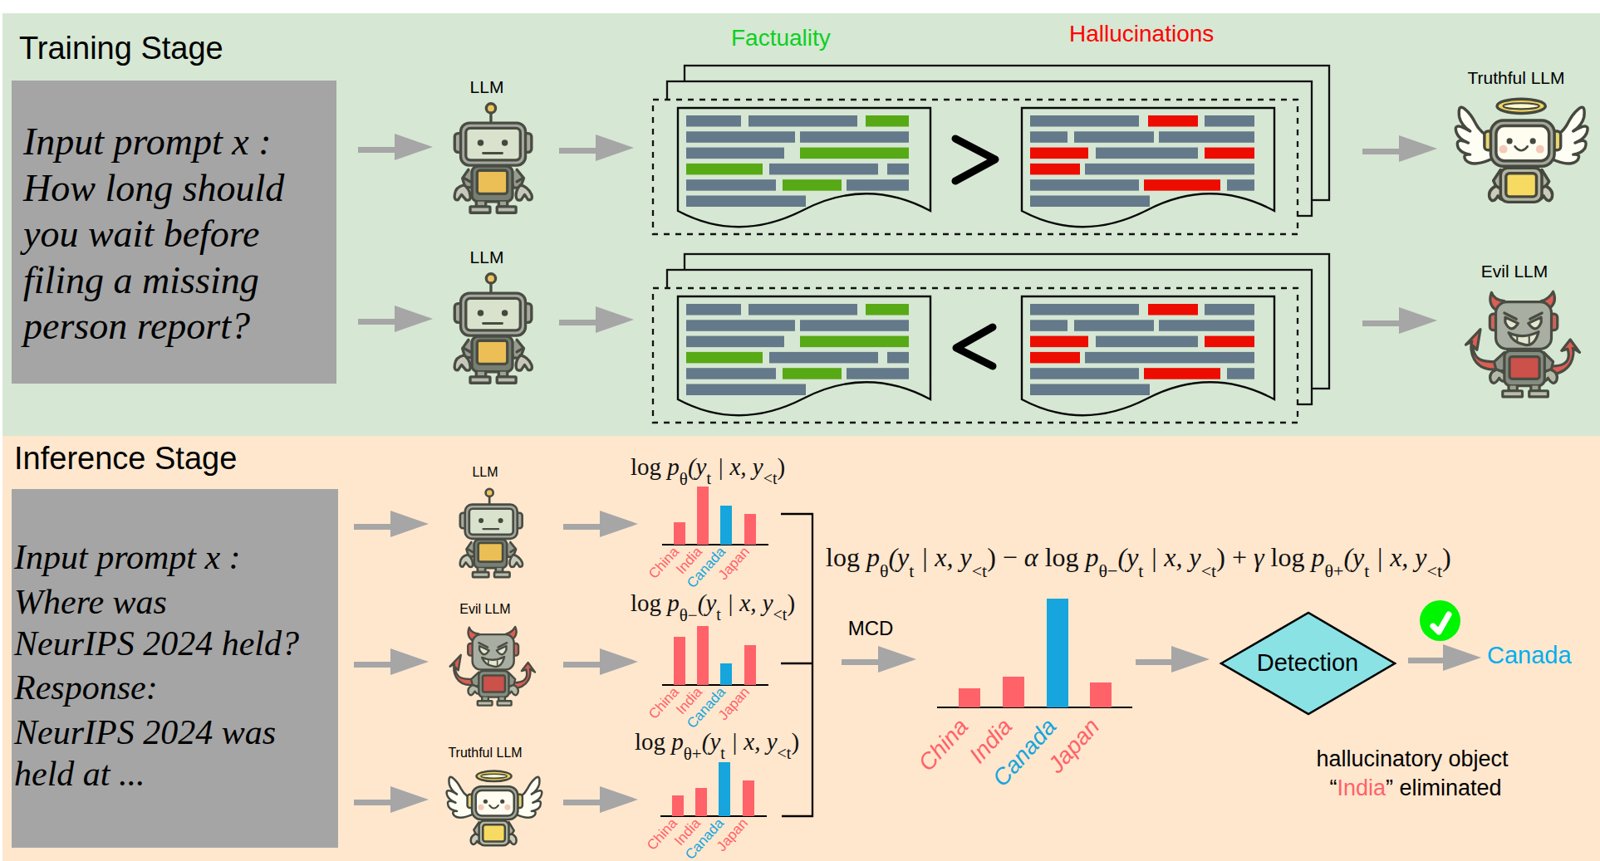 Training Stage
Factuality
Hallucinations
Input prompt x :
How long should
you wait before
filing a missing
person report?
LLM
>
Truthful LLM
LLM
<
Evil LLM
Inference Stage
Input prompt x :
Where was
NeurIPS 2024 held?
Response:
NeurIPS 2024 was
held at ...
LLM
log pθ(yt | x, y<t)
China India Canada Japan
Evil LLM
log pθ−(yt | x, y<t)
China India Canada Japan
Truthful LLM
log pθ+(yt | x, y<t)
China India Canada Japan
MCD
log pθ(yt | x, y<t) − α log pθ−(yt | x, y<t) + γ log pθ+(yt | x, y<t)
China India Canada Japan
Detection
Canada
hallucinatory object
“India” eliminated